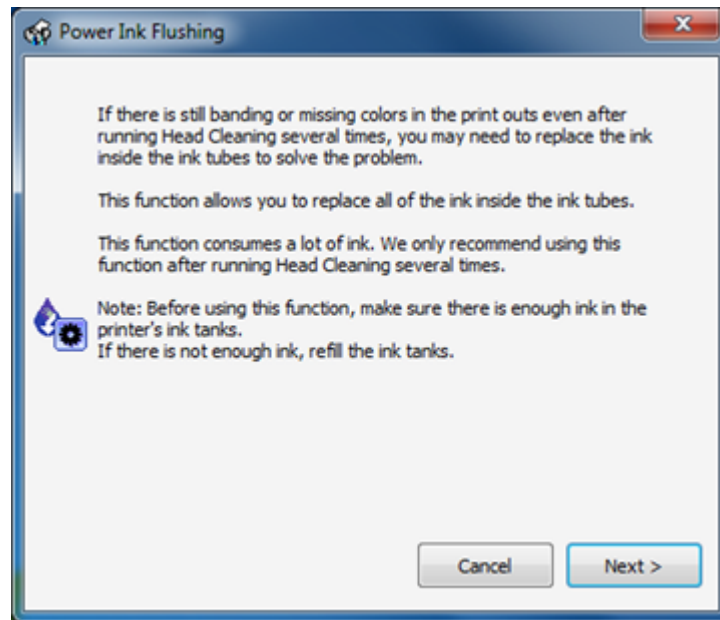 Power Ink Flushing
If there is still banding or missing colors in the print outs even after
running Head Cleaning several times, you may need to replace the ink
inside the ink tubes to solve the problem.
This function allows you to replace all of the ink inside the ink tubes.
This function consumes a lot of ink. We only recommend using this
function after running Head Cleaning several times.
Note: Before using this function, make sure there is enough ink in the
printer's ink tanks.
If there is not enough ink, refill the ink tanks.
Cancel
Next >